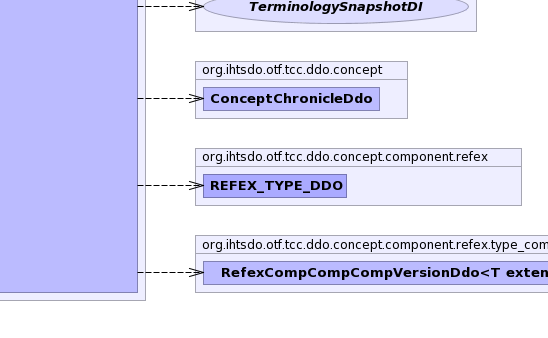 TerminologySnapshotDI
org.ihtsdo.otf.tcc.ddo.concept
ConceptChronicleDdo
org.ihtsdo.otf.tcc.ddo.concept.component.refex
REFEX_TYPE_DDO
org.ihtsdo.otf.tcc.ddo.concept.component.refex.type_com
RefexCompCompCompVersionDdo<T exten